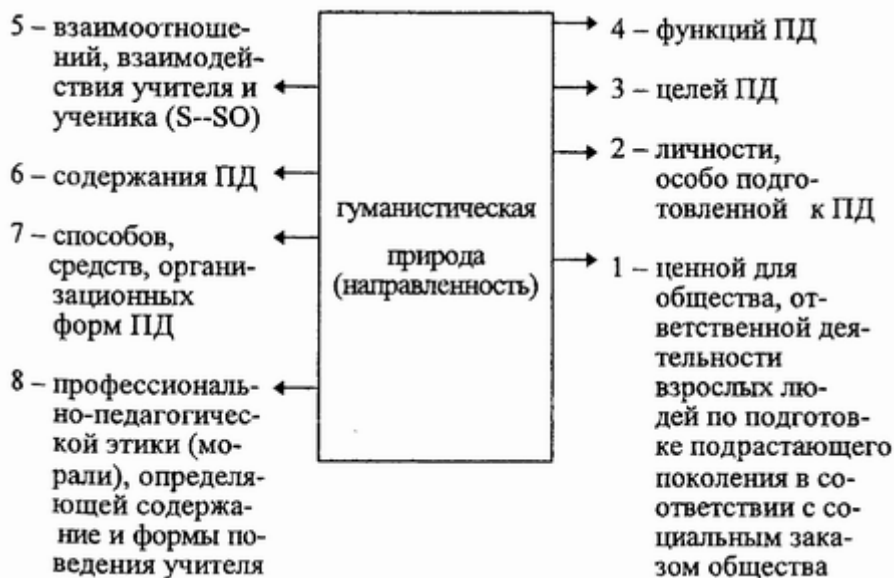 5 – взаимоотноше-
ний, взаимодей-
ствия учителя и
ученика (S--SO)
6 – содержания ПД
7 – способов,
средств, органи-
зационных
форм ПД
8 – профессиональ-
но-педагогичес-
кой этики (мо-
рали), определя-
ющей содержа-
ние и формы по-
ведения учителя
гуманистическая
природа
(направленность)
4 – функций ПД
3 – целей ПД
2 – личности,
особо подго-
товленной к ПД
1 – ценной для
общества, от-
ветственной дея-
тельности
взрослых лю-
дей по подготов-
ке подрастающего
поколения в со-
ответствии с со-
циальным зака-
зом общества